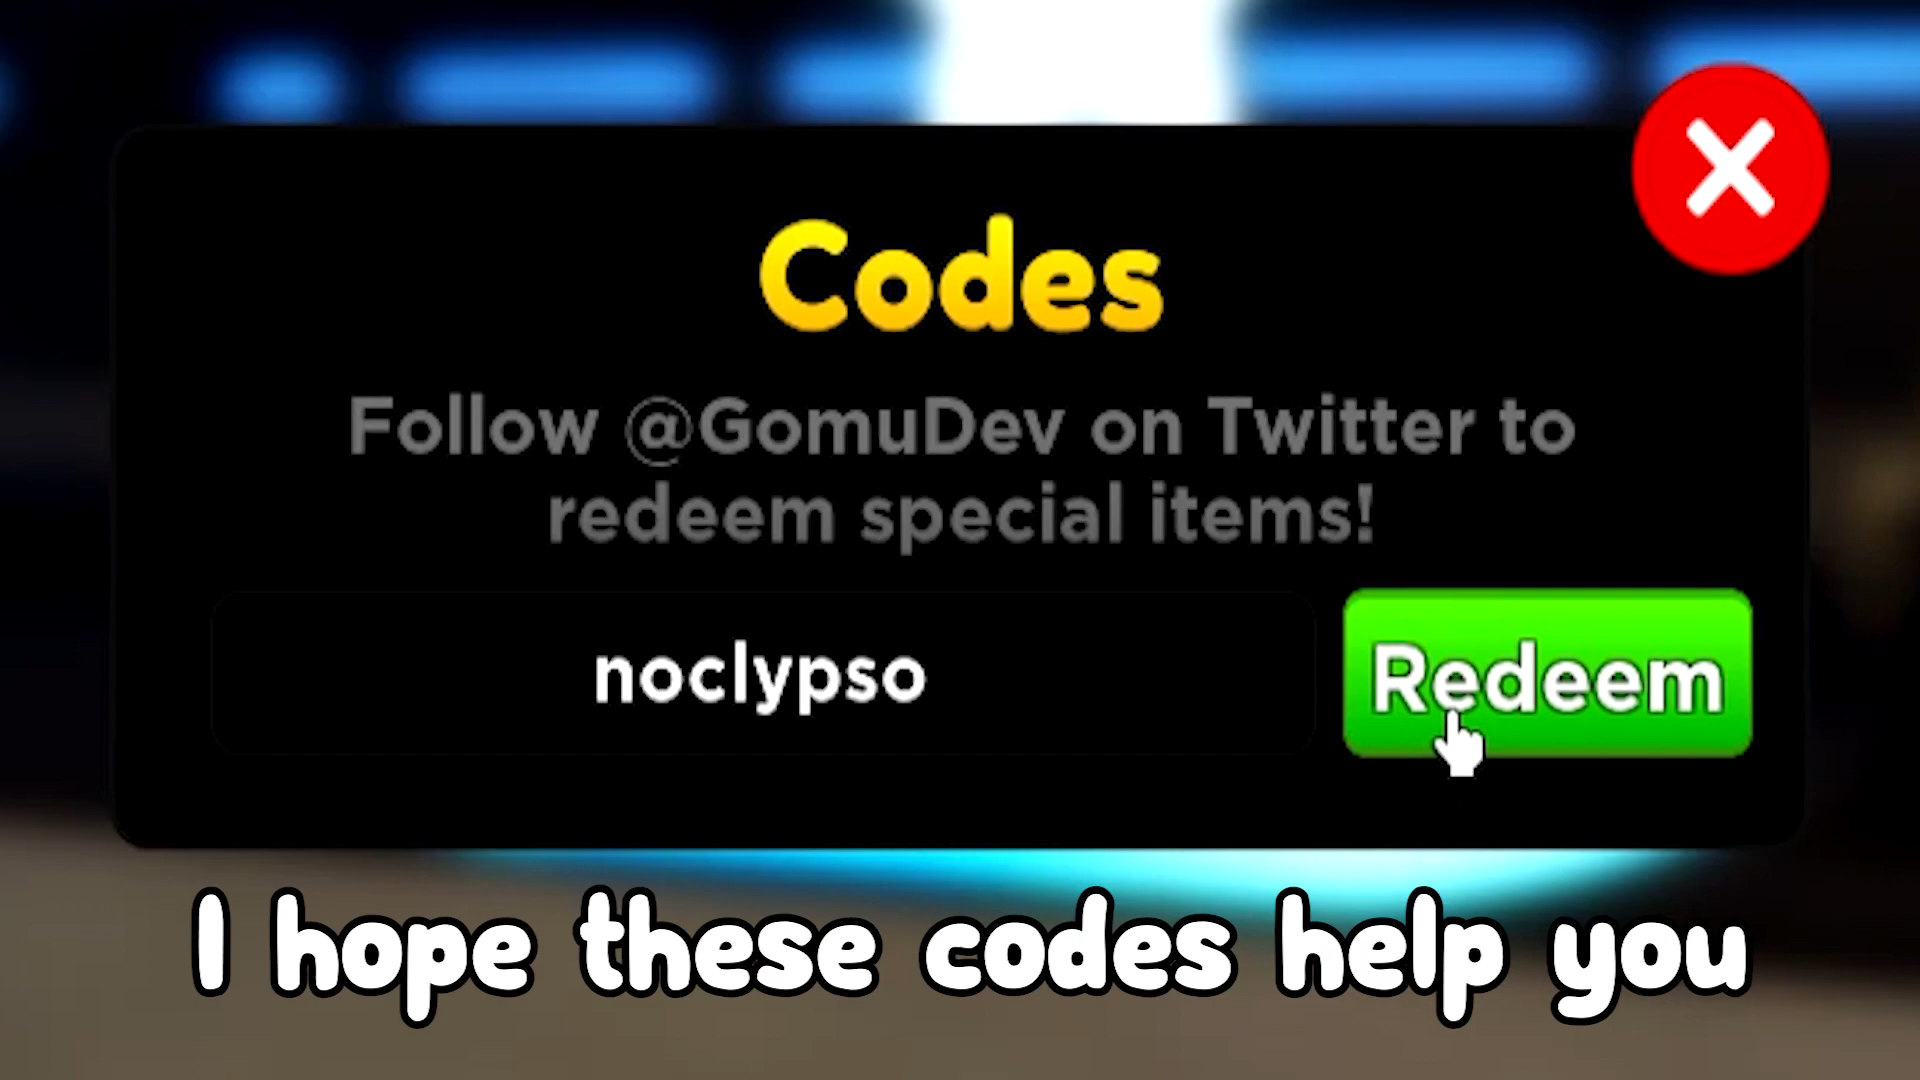 Codes
Follow @GomuDev on Twitter to
redeem special items!
noclypso
Redeem
I hope these codes help you